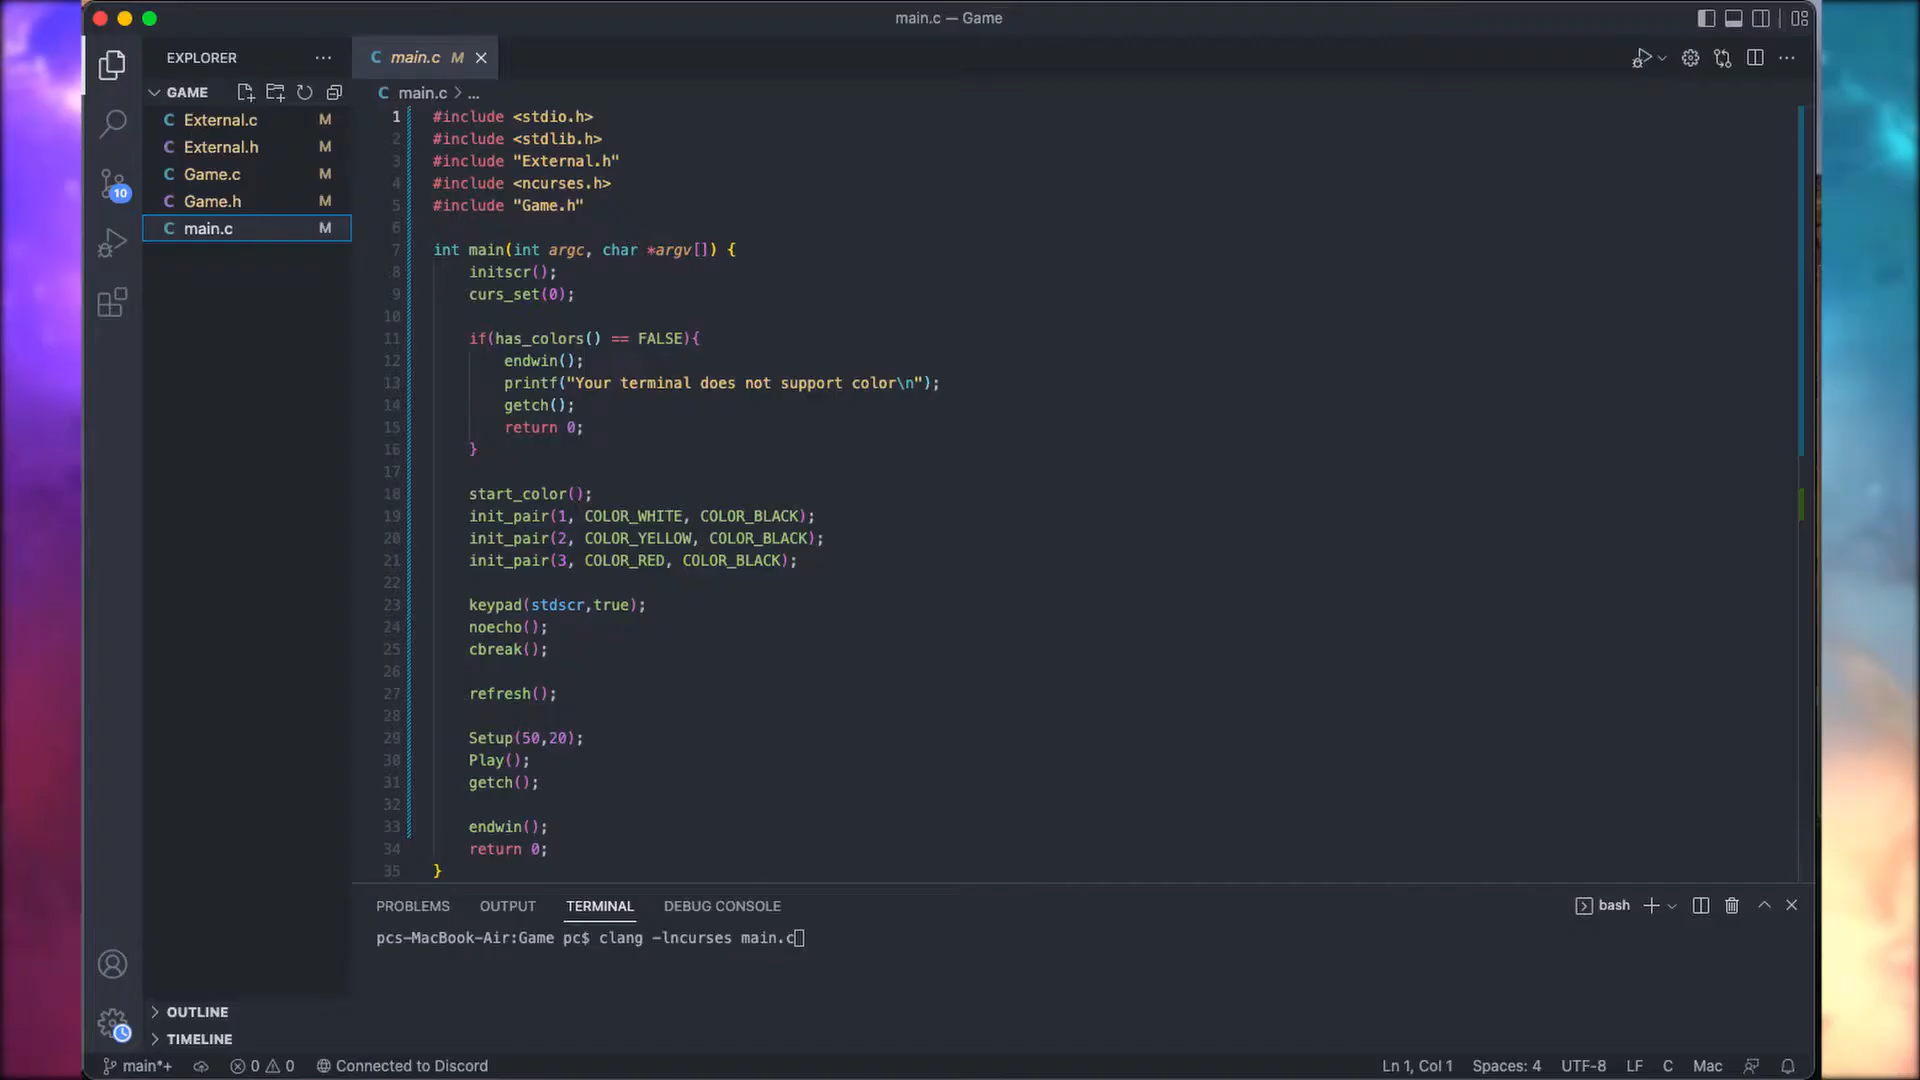 main.c — Game
EXPLORER
GAME
External.c M
External.h M
Game.c M
Game.h M
main.c M
10
OUTLINE
TIMELINE
main.c M
main.c > ...
1 #include <stdio.h>
2 #include <stdlib.h>
3 #include "External.h"
4 #include <ncurses.h>
5 #include "Game.h"
6
7 int main(int argc, char *argv[]) {
8 initscr();
9 curs_set(0);
10
11 if(has_colors() == FALSE){
12 endwin();
13 printf("Your terminal does not support color\n");
14 getch();
15 return 0;
16 }
17
18 start_color();
19 init_pair(1, COLOR_WHITE, COLOR_BLACK);
20 init_pair(2, COLOR_YELLOW, COLOR_BLACK);
21 init_pair(3, COLOR_RED, COLOR_BLACK);
22
23 keypad(stdscr,true);
24 noecho();
25 cbreak();
26
27 refresh();
28
29 Setup(50,20);
30 Play();
31 getch();
32
33 endwin();
34 return 0;
35 }
PROBLEMS OUTPUT TERMINAL DEBUG CONSOLE
bash
pcs-MacBook-Air:Game pc$ clang -lncurses main.c
main*+ 0 0 Connected to Discord
Ln 1, Col 1 Spaces: 4 UTF-8 LF C Mac